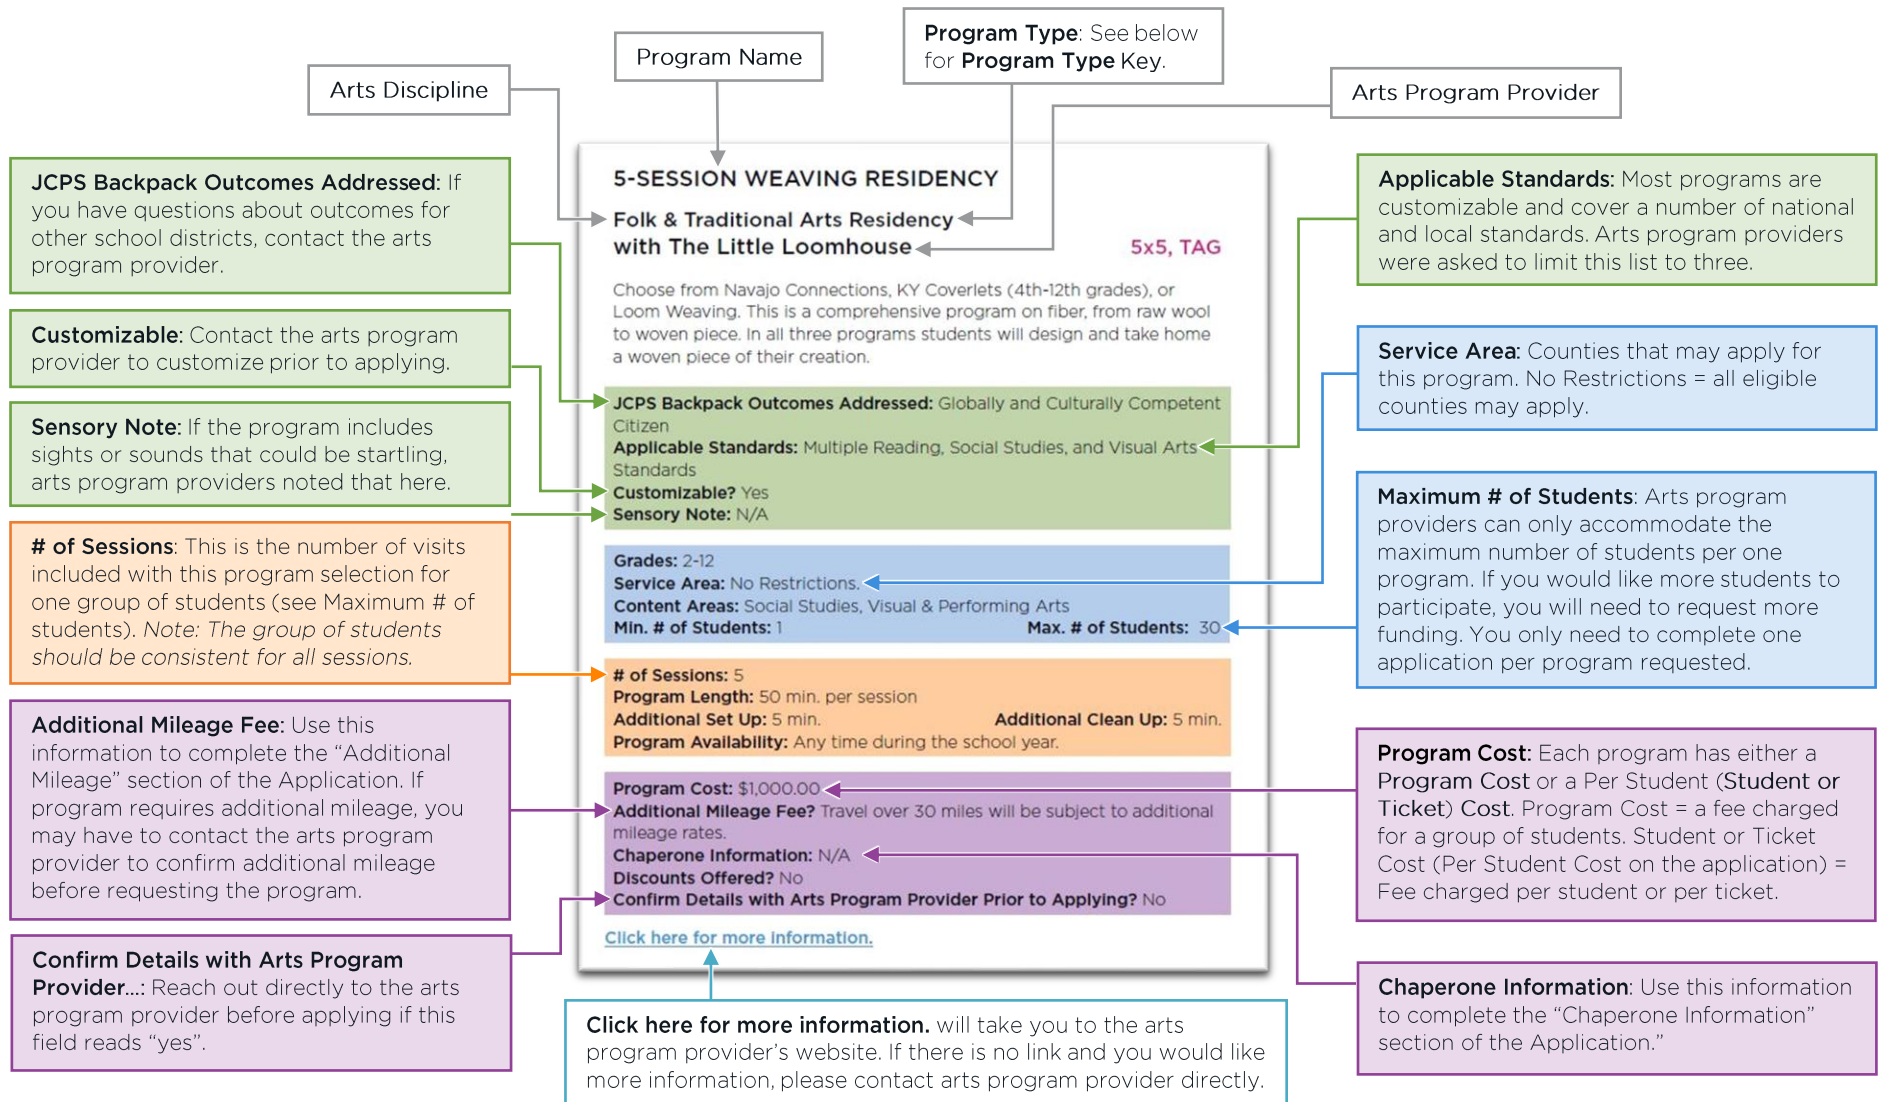 Program Type: See below
for Program Type Key.
Program Name
Arts Discipline
Arts Program Provider
JCPS Backpack Outcomes Addressed: If
you have questions about outcomes for
other school districts, contact the arts
program provider.
Customizable: Contact the arts program
provider to customize prior to applying.
Sensory Note: If the program includes
sights or sounds that could be startling,
arts program providers noted that here.
# of Sessions: This is the number of visits
included with this program selection for
one group of students (see Maximum # of
students). Note: The group of students
should be consistent for all sessions.
Additional Mileage Fee: Use this
information to complete the “Additional
Mileage” section of the Application. If
program requires additional mileage, you
may have to contact the arts program
provider to confirm additional mileage
before requesting the program.
Confirm Details with Arts Program
Provider...: Reach out directly to the arts
program provider before applying if this
field reads “yes”.
5-SESSION WEAVING RESIDENCY
Folk & Traditional Arts Residency
with The Little Loomhouse
5x5, TAG
Choose from Navajo Connections, KY Coverlets (4th-12th grades), or
Loom Weaving. This is a comprehensive program on fiber, from raw wool
to woven piece. In all three programs students will design and take home
a woven piece of their creation.
JCPS Backpack Outcomes Addressed: Globally and Culturally Competent
Citizen
Applicable Standards: Multiple Reading, Social Studies, and Visual Arts
Standards
Customizable? Yes
Sensory Note: N/A
Grades: 2-12
Service Area: No Restrictions.
Content Areas: Social Studies, Visual & Performing Arts
Min. # of Students: 1 Max. # of Students: 30
# of Sessions: 5
Program Length: 50 min. per session
Additional Set Up: 5 min. Additional Clean Up: 5 min.
Program Availability: Any time during the school year.
Program Cost: $1,000.00
Additional Mileage Fee? Travel over 30 miles will be subject to additional
mileage rates.
Chaperone Information: N/A
Discounts Offered? No
Confirm Details with Arts Program Provider Prior to Applying? No
Click here for more information.
Click here for more information. will take you to the arts
program provider’s website. If there is no link and you would like
more information, please contact arts program provider directly.
Applicable Standards: Most programs are
customizable and cover a number of national
and local standards. Arts program providers
were asked to limit this list to three.
Service Area: Counties that may apply for
this program. No Restrictions = all eligible
counties may apply.
Maximum # of Students: Arts program
providers can only accommodate the
maximum number of students per one
program. If you would like more students to
participate, you will need to request more
funding. You only need to complete one
application per program requested.
Program Cost: Each program has either a
Program Cost or a Per Student (Student or
Ticket) Cost. Program Cost = a fee charged
for a group of students. Student or Ticket
Cost (Per Student Cost on the application) =
Fee charged per student or per ticket.
Chaperone Information: Use this information
to complete the “Chaperone Information”
section of the Application.”